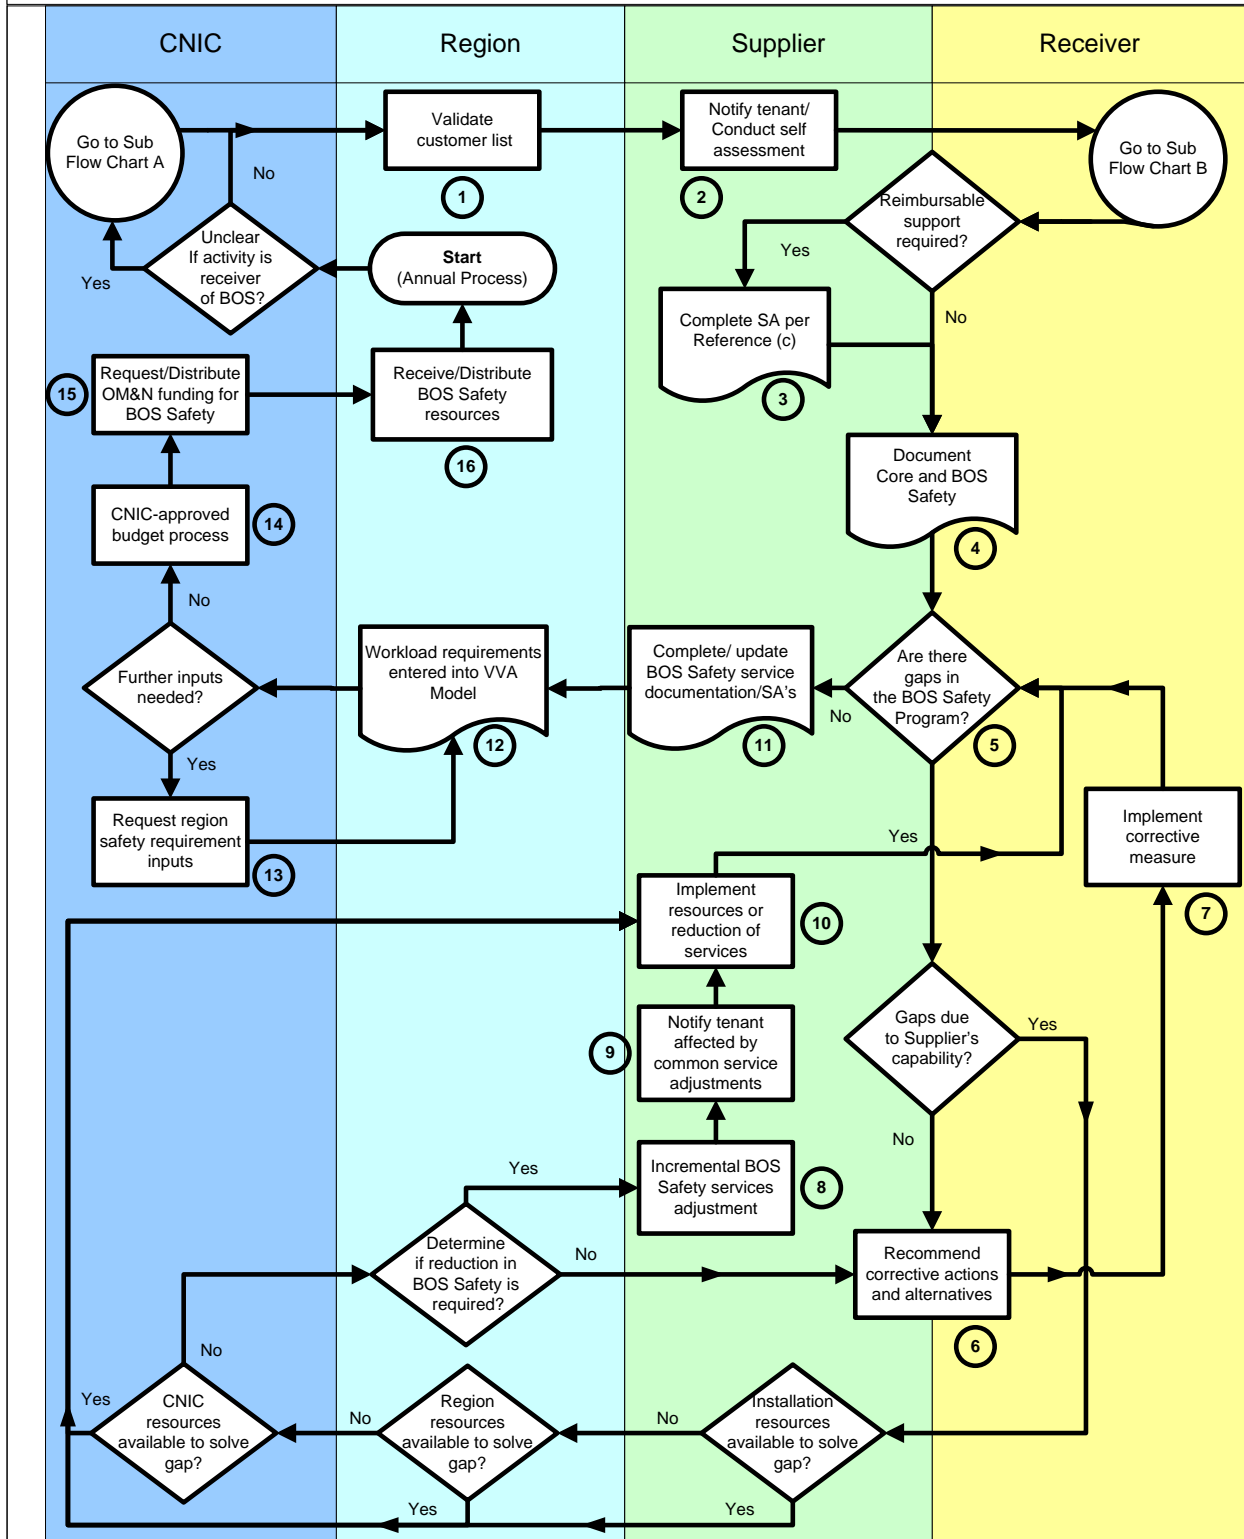 CNIC
Region
Supplier
Receiver
Go to Sub
Flow Chart A
Validate
customer list
1
Notify tenant/
Conduct self
assessment
2
Go to Sub
Flow Chart B
No
Unclear
If activity is
receiver
of BOS?
Yes
Start
(Annual Process)
Reimbursable
support
required?
Yes
No
Complete SA per
Reference (c)
3
15
Request/Distribute
OM&N funding for
BOS Safety
Receive/Distribute
BOS Safety
resources
16
Document
Core and BOS
Safety
4
CNIC-approved
budget process
14
No
Further inputs
needed?
Yes
Workload requirements
entered into VVA
Model
12
Complete/ update
BOS Safety service
documentation/SA's
11
No
Are there
gaps in
the BOS Safety
Program?
5
Request region
safety requirement
inputs
13
Yes
Implement
corrective
measure
7
Implement
resources or
reduction of
services
10
Notify tenant
affected by
common service
adjustments
9
Gaps due
to Supplier's
capability?
Yes
No
Incremental BOS
Safety services
adjustment
8
Yes
Determine
if reduction in
BOS Safety is
required?
No
Recommend
corrective actions
and alternatives
6
No
Yes
CNIC
resources
available to solve
gap?
No
Region
resources
available to solve
gap?
No
Installation
resources
available to solve
gap?
Yes
Yes